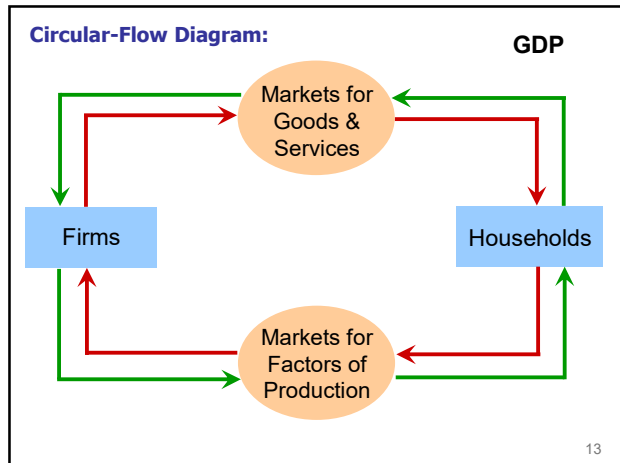 Circular-Flow Diagram:
GDP
Markets for
Goods &
Services
Firms
Households
Markets for
Factors of
Production
13